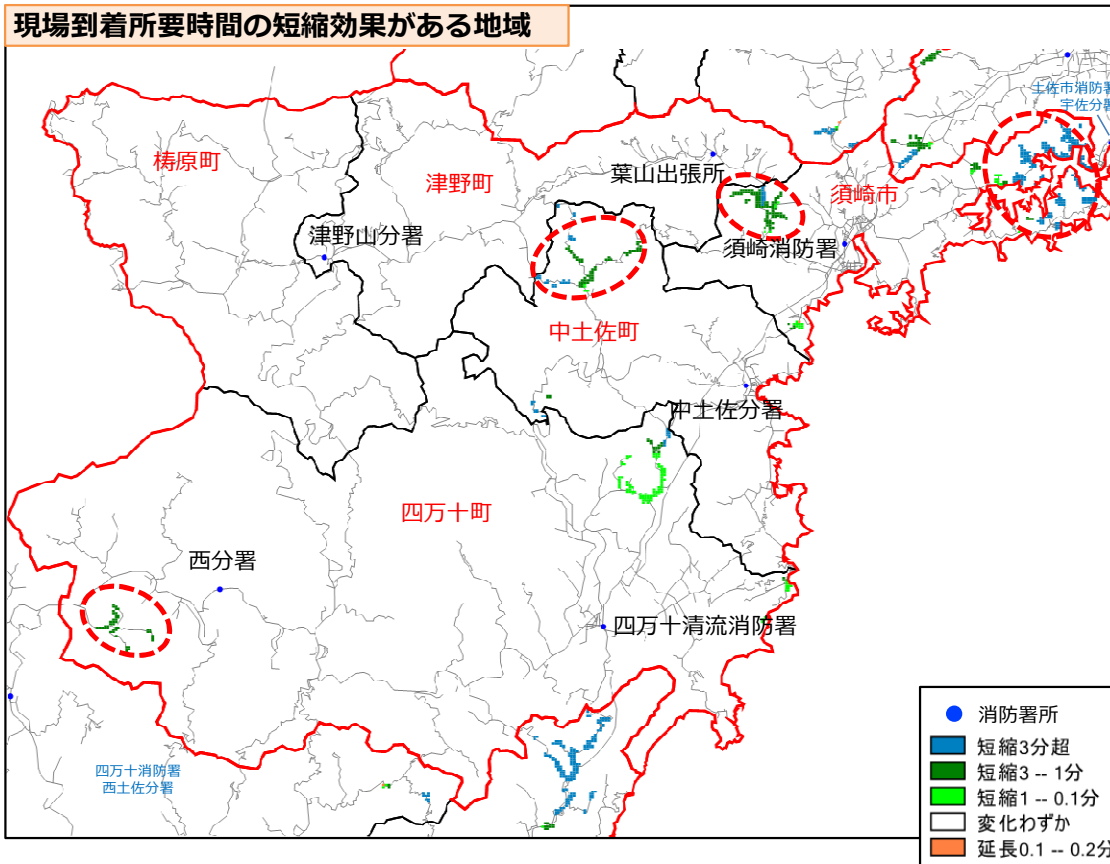 現場到着所要時間の短縮効果がある地域
土佐市消防署
宇佐分署
梼原町
津野町
葉山出張所
須崎市
津野山分署
須崎消防署
中土佐町
中土佐分署
四万十町
西分署
四万十清流消防署
四万十消防署
西土佐分署
消防署所
短縮3分超
短縮3 -- 1分
短縮1 -- 0.1分
変化わずか
延長0.1 -- 0.2分